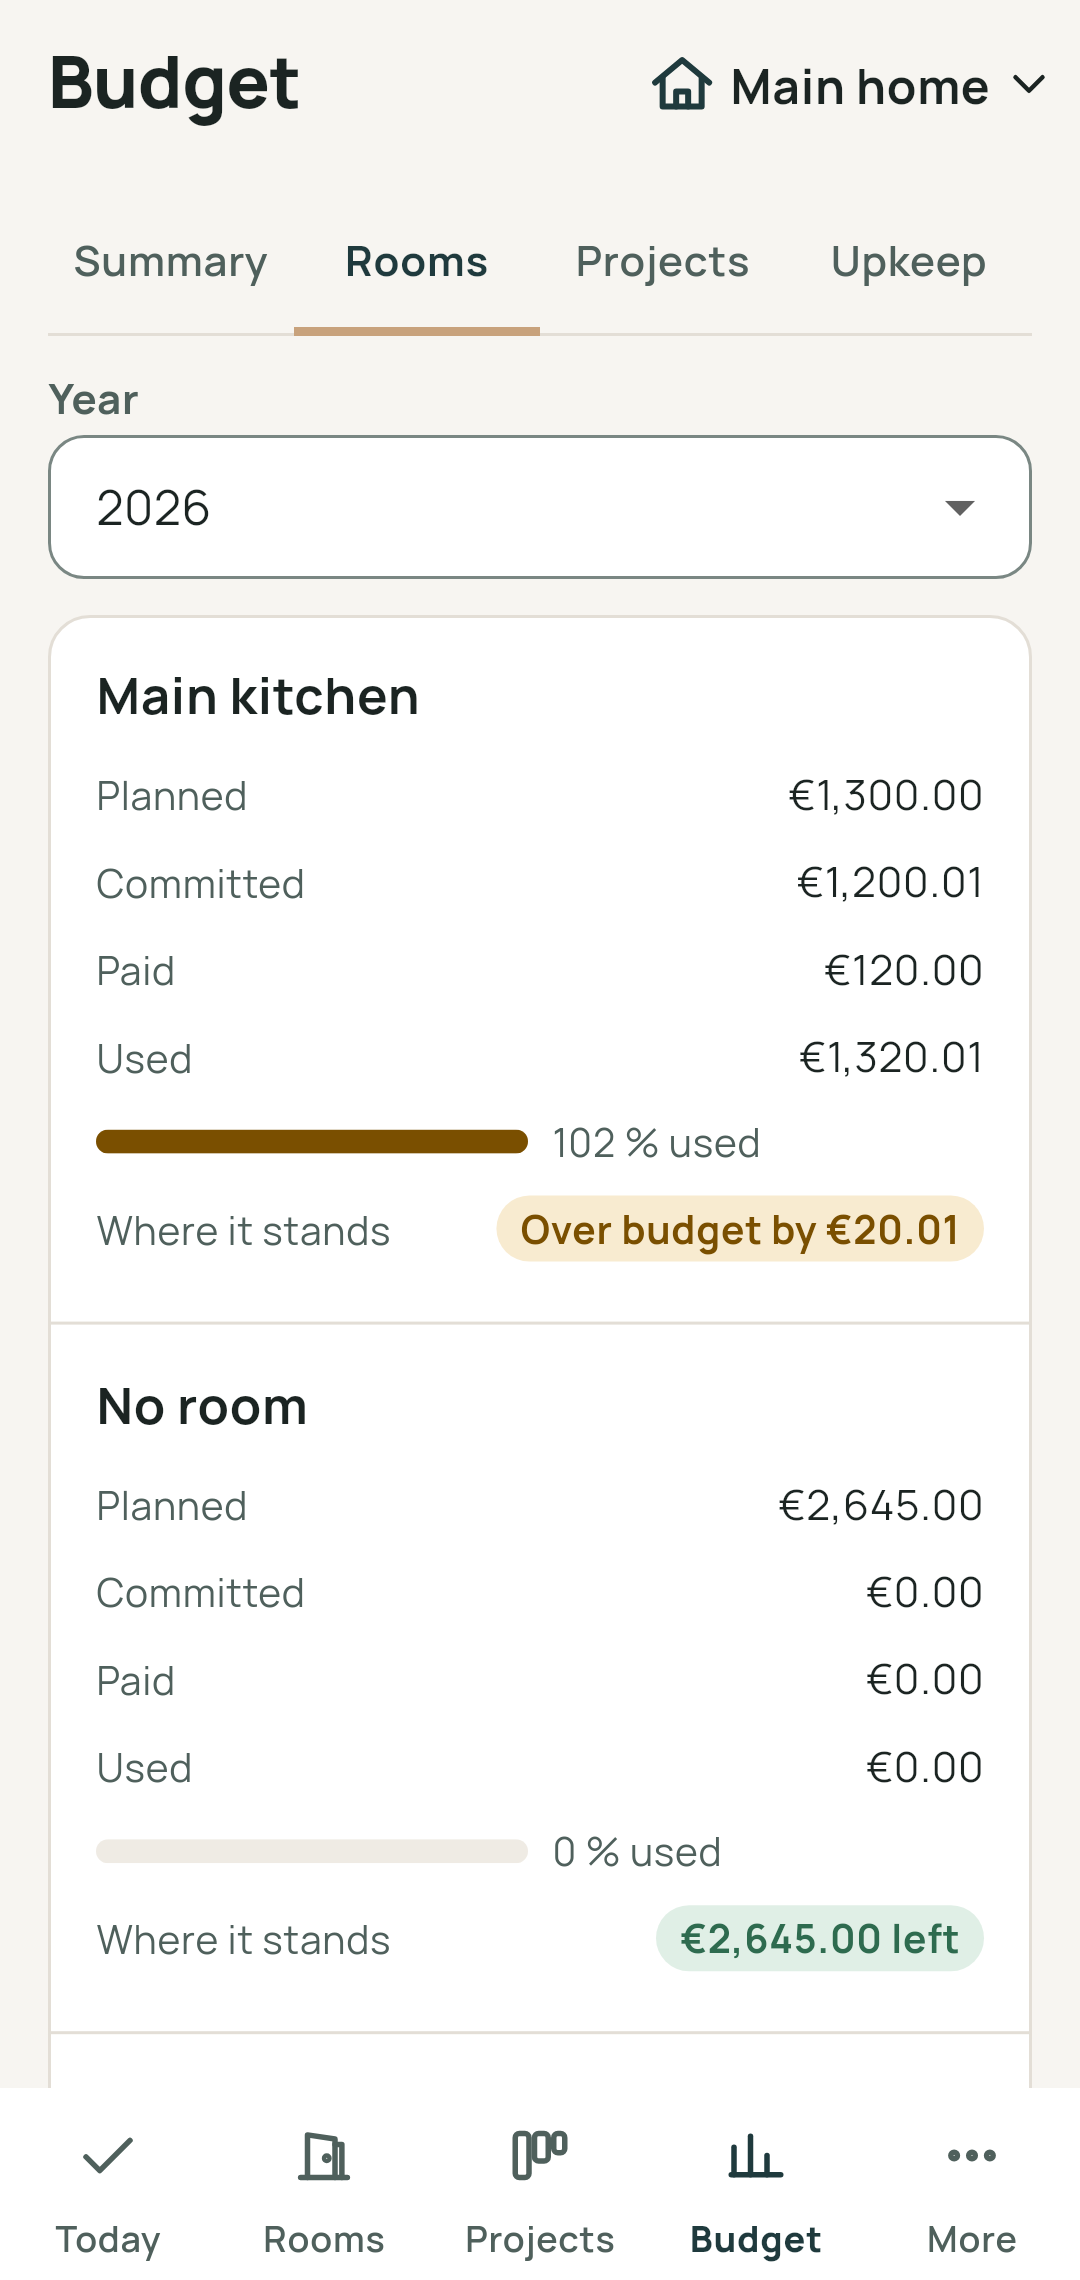 Budget
Main home
Summary Rooms Projects Upkeep
Year
2026
Main kitchen
Planned €1,300.00
Committed €1,200.01
Paid €120.00
Used €1,320.01
102 % used
Where it stands Over budget by €20.01
No room
Planned €2,645.00
Committed €0.00
Paid €0.00
Used €0.00
0 % used
Where it stands €2,645.00 left
Today Rooms Projects Budget More